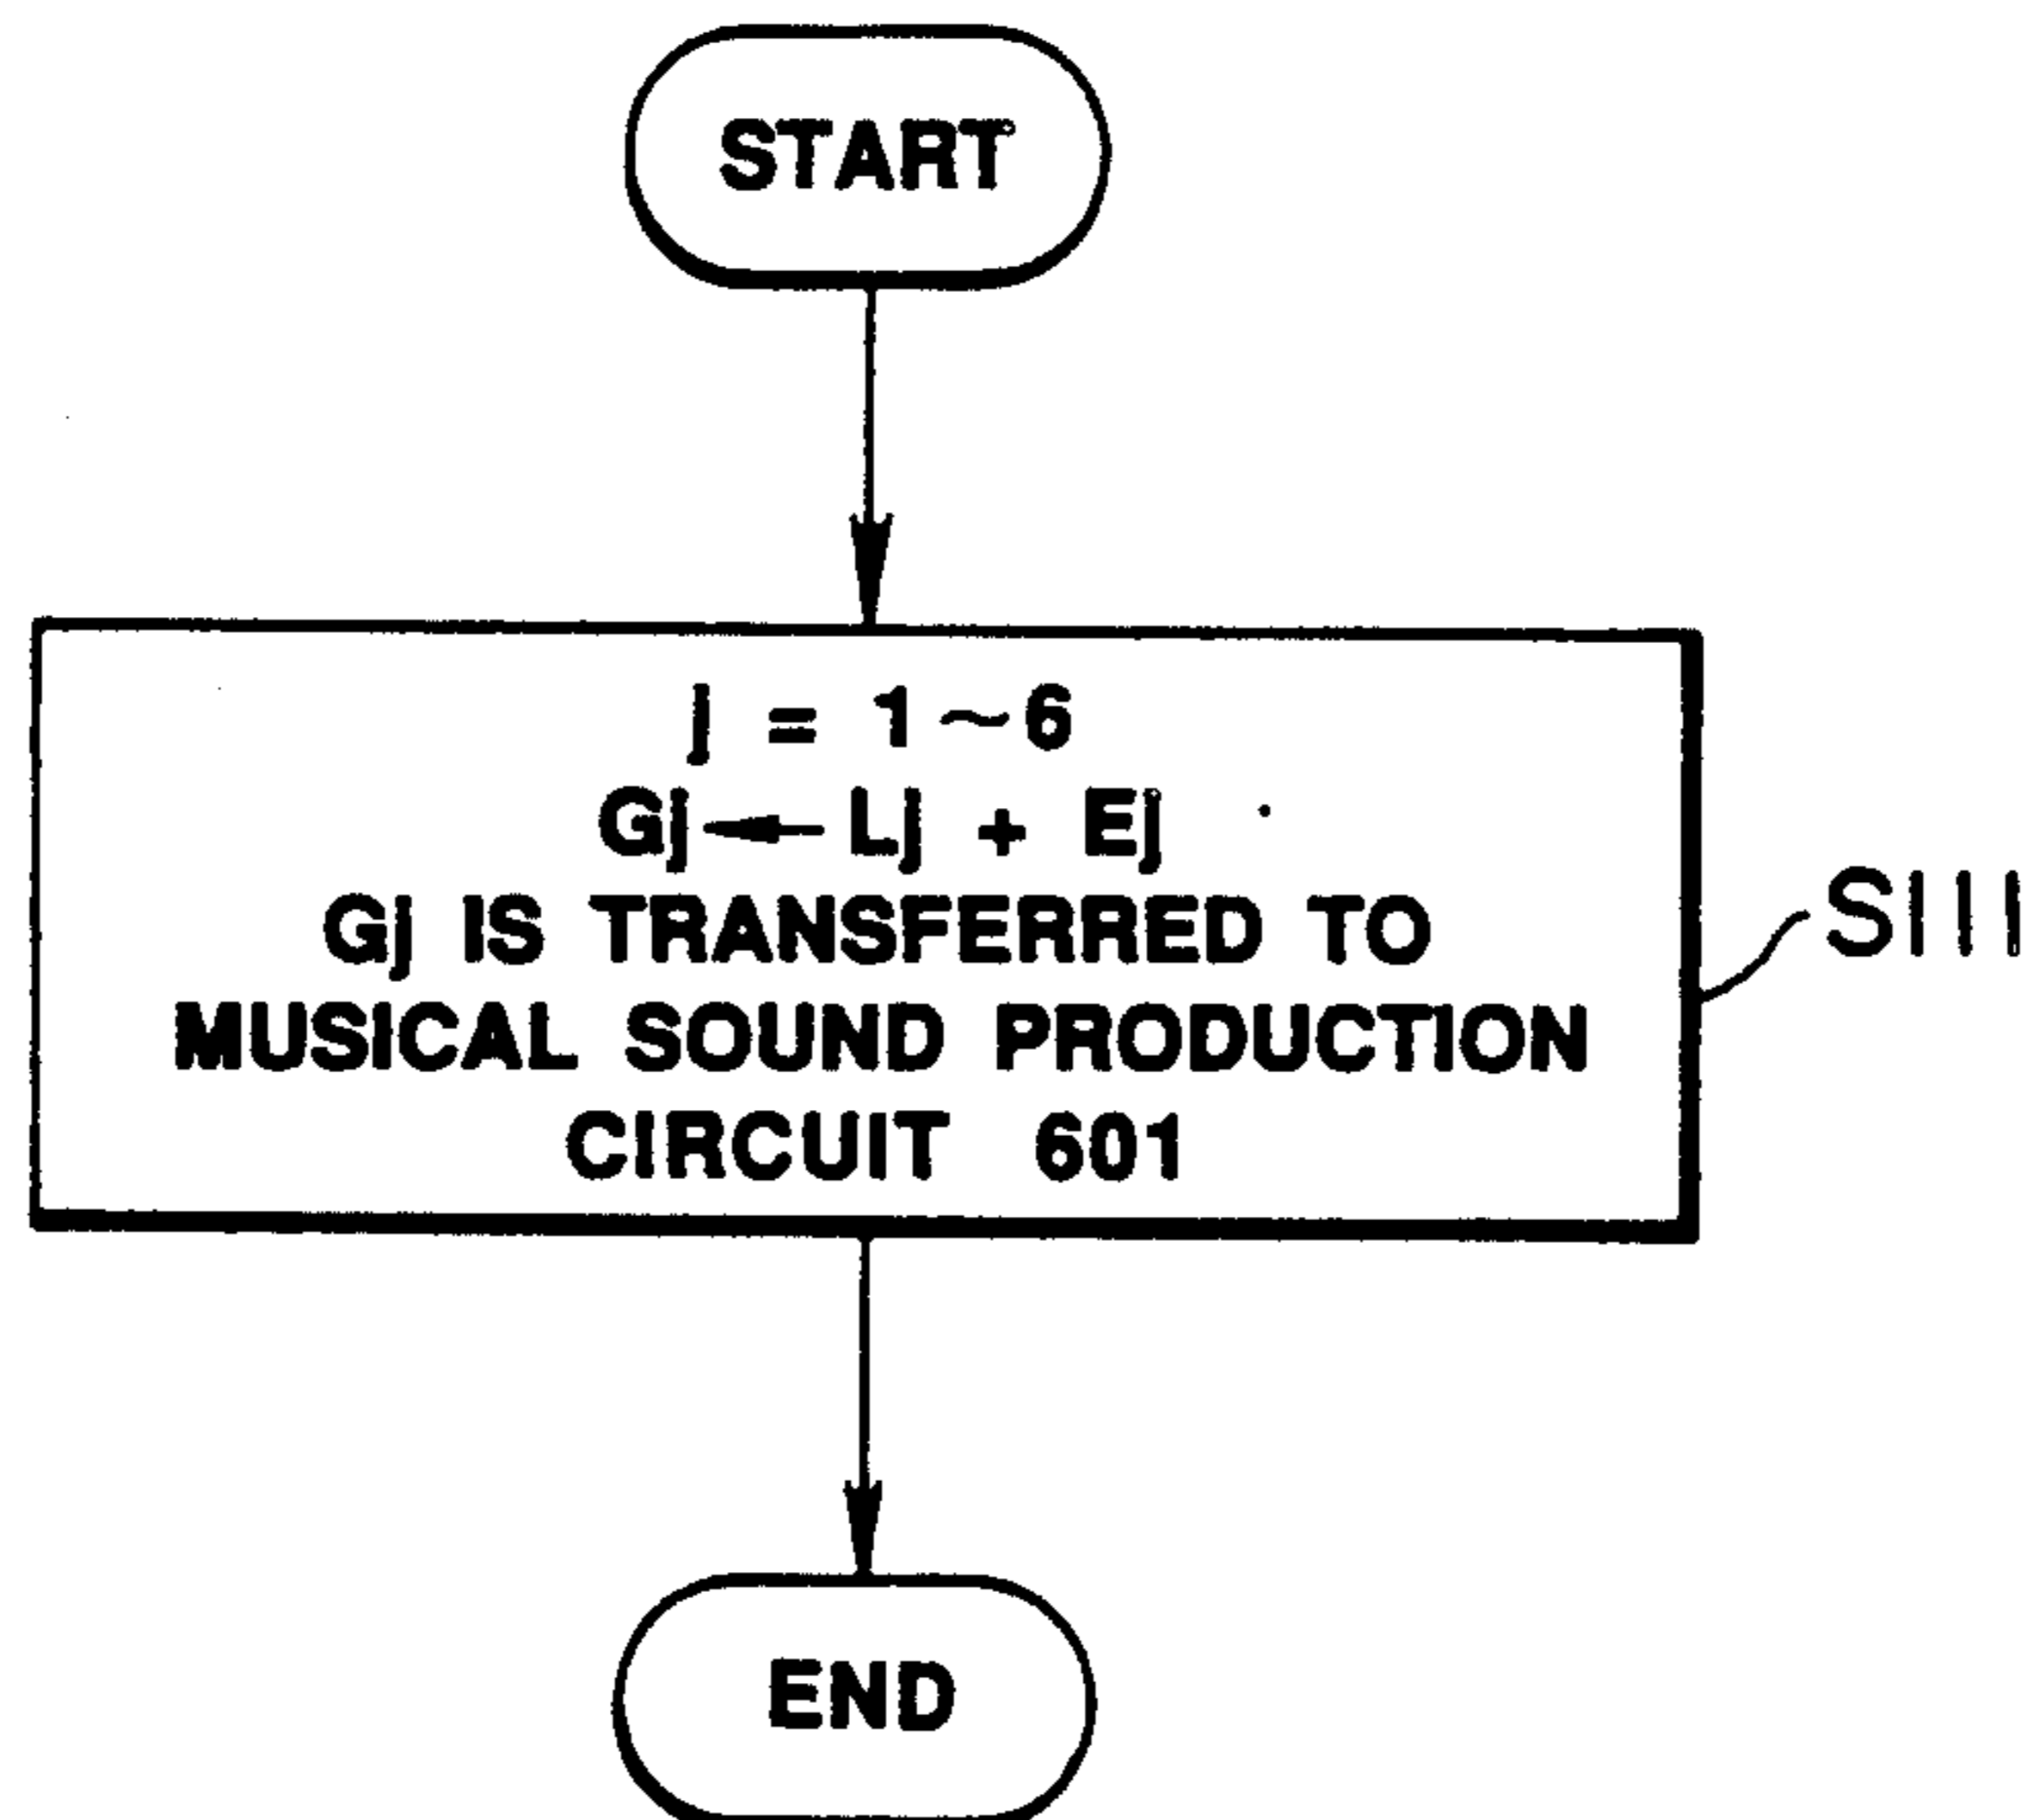 START
j = 1~6
Gj ← Lj + Ej
Gj IS TRANSFERRED TO
MUSICAL SOUND PRODUCTION
CIRCUIT 601
S111
END